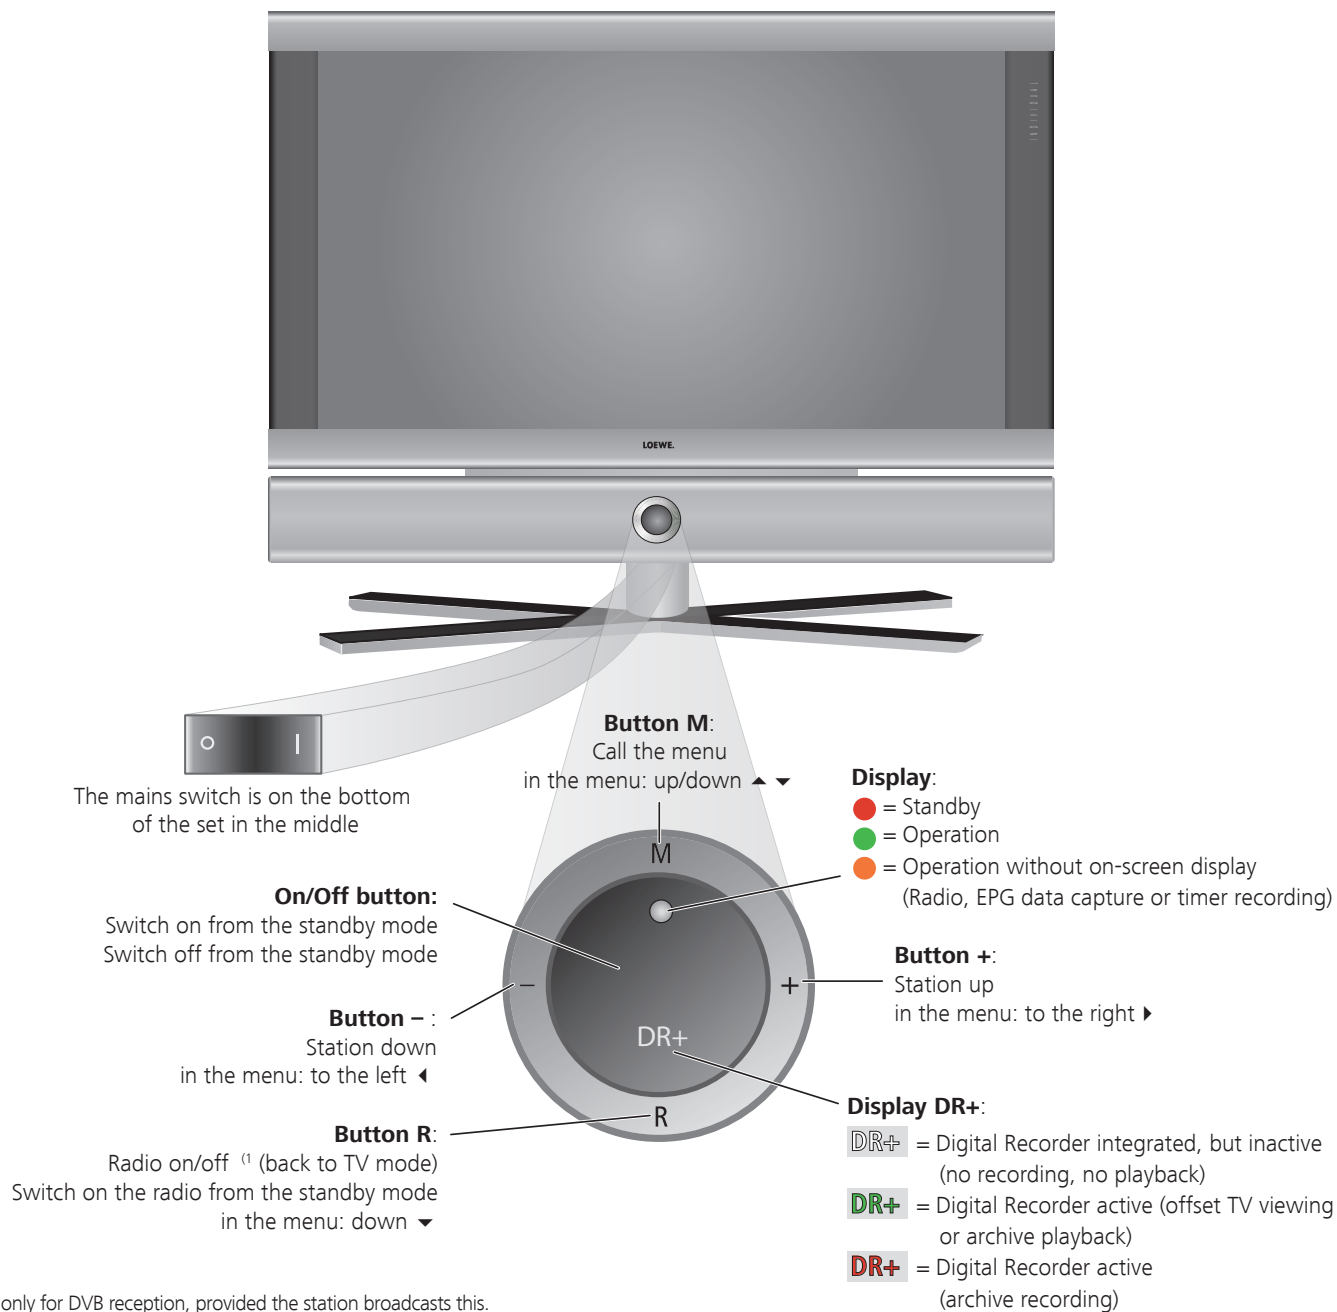 LOEWE.
The mains switch is on the bottom
of the set in the middle
Button M:
Call the menu
in the menu: up/down ▲ ▼
Display:
= Standby
= Operation
= Operation without on-screen display
(Radio, EPG data capture or timer recording)
M
On/Off button:
Switch on from the standby mode
Switch off from the standby mode
Button +:
Station up
in the menu: to the right ▶
–
+
Button – :
Station down
in the menu: to the left ◀
DR+
R
Button R:
Radio on/off (1 (back to TV mode)
Switch on the radio from the standby mode
in the menu: down ▼
Display DR+:
DR+ = Digital Recorder integrated, but inactive
(no recording, no playback)
DR+ = Digital Recorder active (offset TV viewing
or archive playback)
DR+ = Digital Recorder active
(archive recording)
only for DVB reception, provided the station broadcasts this.